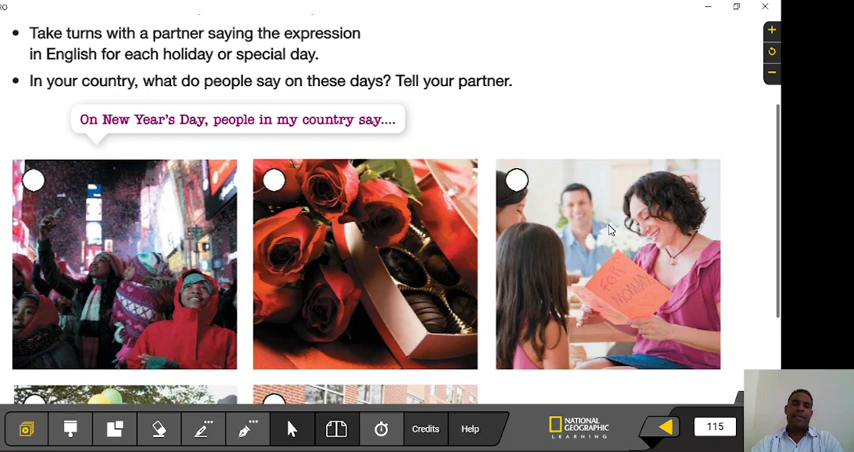 • Take turns with a partner saying the expression
in English for each holiday or special day.
• In your country, what do people say on these days? Tell your partner.
On New Year's Day, people in my country say....
FOR
MOMMY
Credits
Help
NATIONAL
GEOGRAPHIC
LEARNING
115